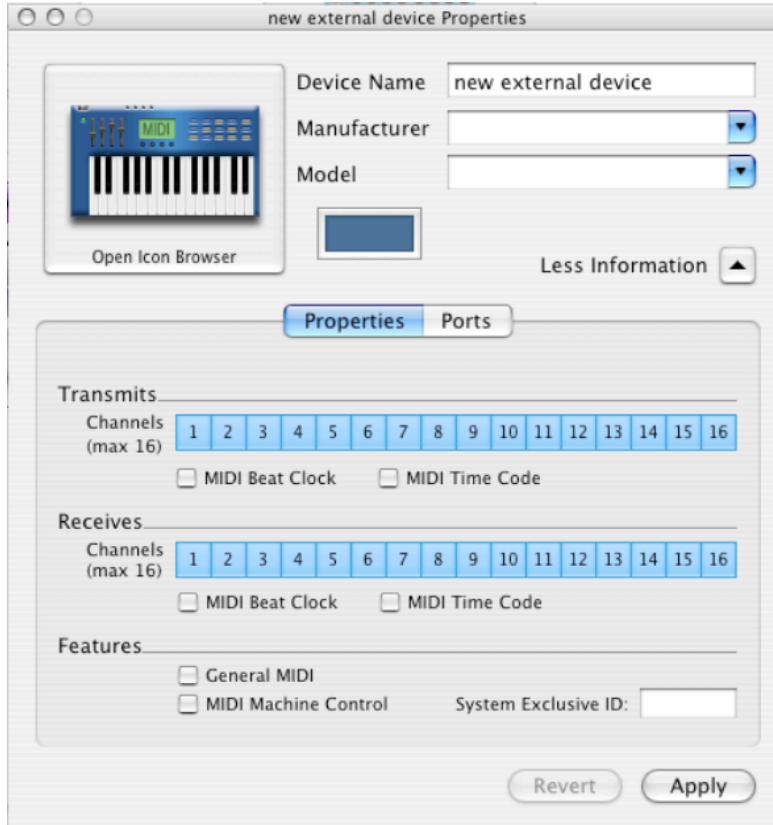 new external device Properties
Device Name new external device
MIDI
Manufacturer
Model
Open Icon Browser
Less Information
Properties Ports
Transmits
Channels
(max 16)
1 2 3 4 5 6 7 8 9 10 11 12 13 14 15 16
MIDI Beat Clock MIDI Time Code
Receives
Channels
(max 16)
1 2 3 4 5 6 7 8 9 10 11 12 13 14 15 16
MIDI Beat Clock MIDI Time Code
Features
General MIDI
MIDI Machine Control System Exclusive ID:
Revert Apply